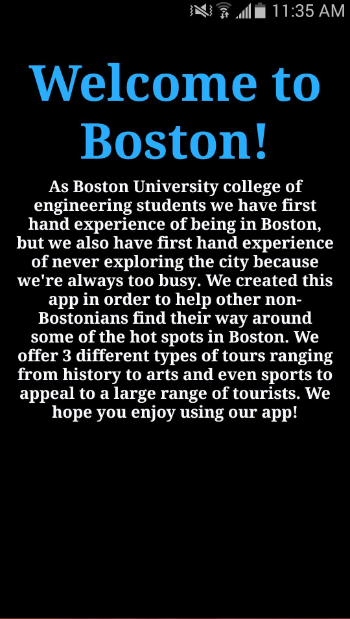 11:35 AM
Welcome to
Boston!
As Boston University college of
engineering students we have first
hand experience of being in Boston,
but we also have first hand experience
of never exploring the city because
we're always too busy. We created this
app in order to help other non-
Bostonians find their way around
some of the hot spots in Boston. We
offer 3 different types of tours ranging
from history to arts and even sports to
appeal to a large range of tourists. We
hope you enjoy using our app!